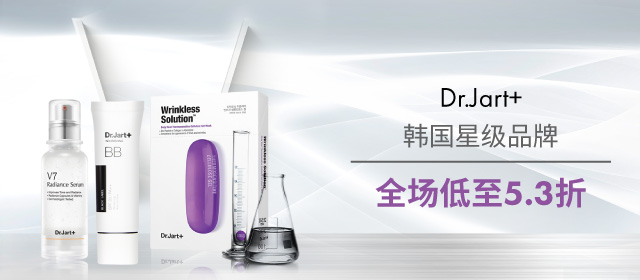 Dr.Jart+
韩国星级品牌
全场低至5.3折
Wrinkless
Solution™
Dr.Jart+
Dr.Jart+
BB
V7
Radiance Serum
Dr.Jart+